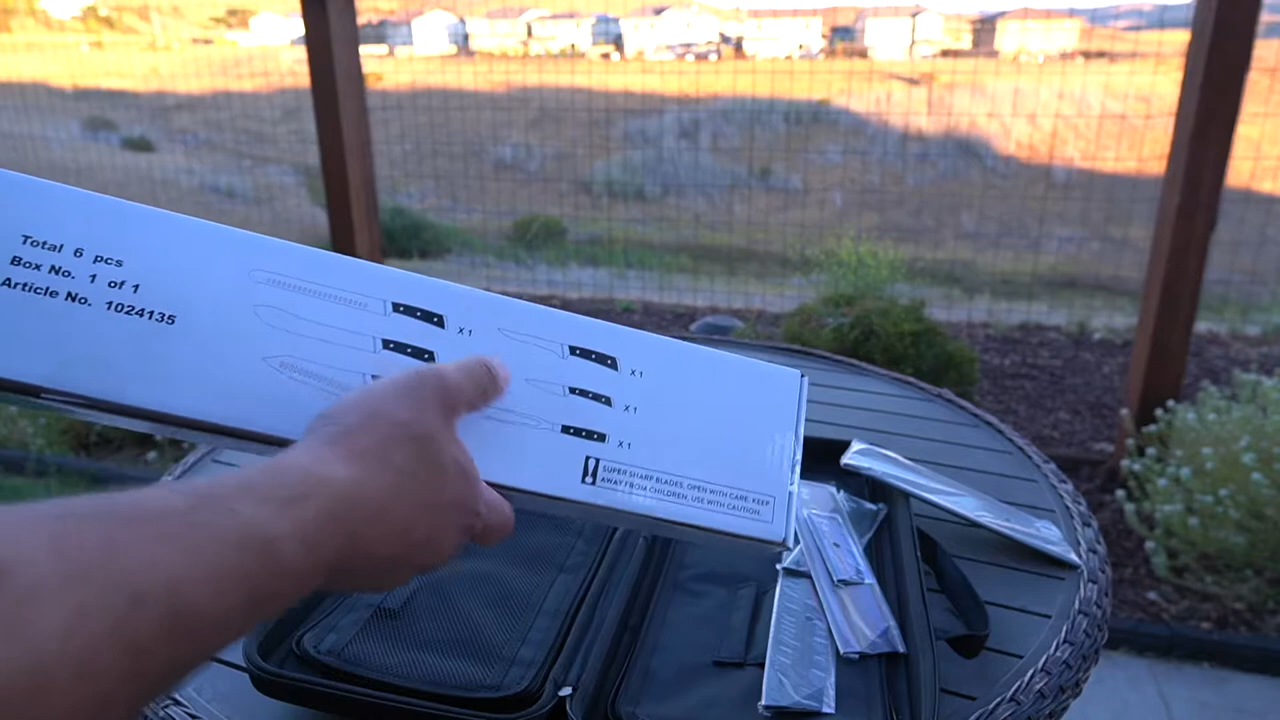 Total 6 pcs
Box No. 1 of 1
Article No. 1024135
X1
X1
X1
X1
SUPER SHARP BLADES, OPEN WITH CARE. KEEP
AWAY FROM CHILDREN, USE WITH CAUTION.